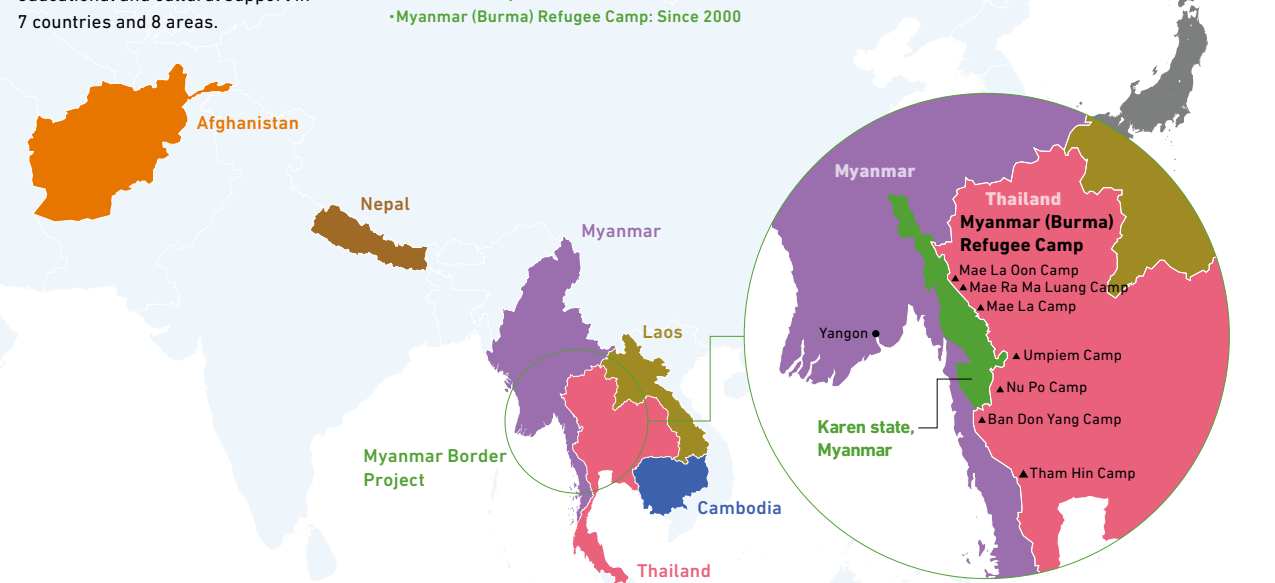 7 countries and 8 areas.
•Myanmar (Burma) Refugee Camp: Since 2000
Afghanistan
Nepal
Myanmar
Laos
Myanmar Border
Project
Cambodia
Thailand
Myanmar
Thailand
Myanmar (Burma)
Refugee Camp
Mae La Oon Camp
Mae Ra Ma Luang Camp
Mae La Camp
Yangon
Umpiem Camp
Nu Po Camp
Ban Don Yang Camp
Karen state,
Myanmar
Tham Hin Camp